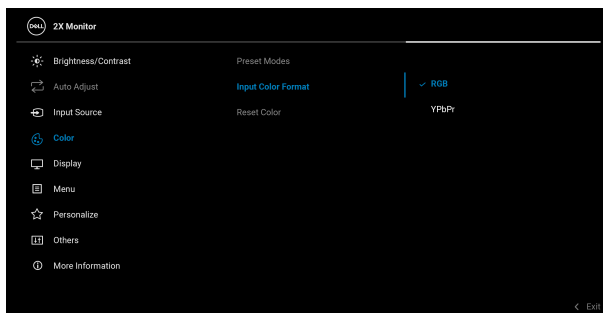 DELL 2X Monitor
Brightness/Contrast
Auto Adjust
Input Source
Color
Display
Menu
Personalize
Others
More Information
Preset Modes
Input Color Format
Reset Color
RGB
YPbPr
Exit